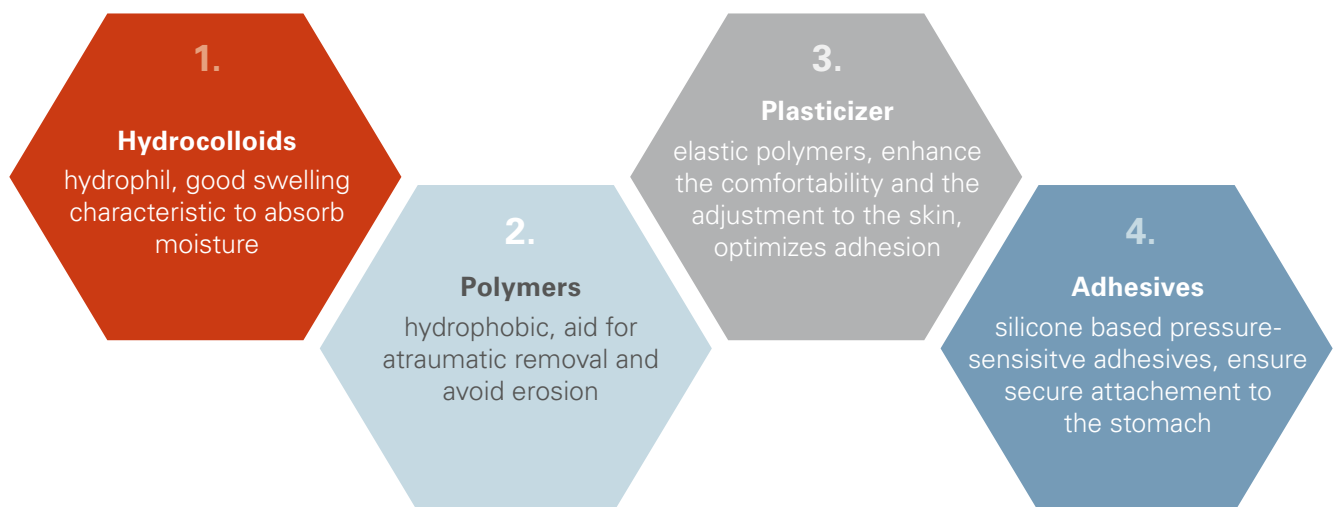 1.
Hydrocolloids
hydrophil, good swelling
characteristic to absorb
moisture
2.
Polymers
hydrophobic, aid for
atraumatic removal and
avoid erosion
3.
Plasticizer
elastic polymers, enhance
the comfortability and the
adjustment to the skin,
optimizes adhesion
4.
Adhesives
silicone based pressure-
sensisitve adhesives, ensure
secure attachement to
the stomach